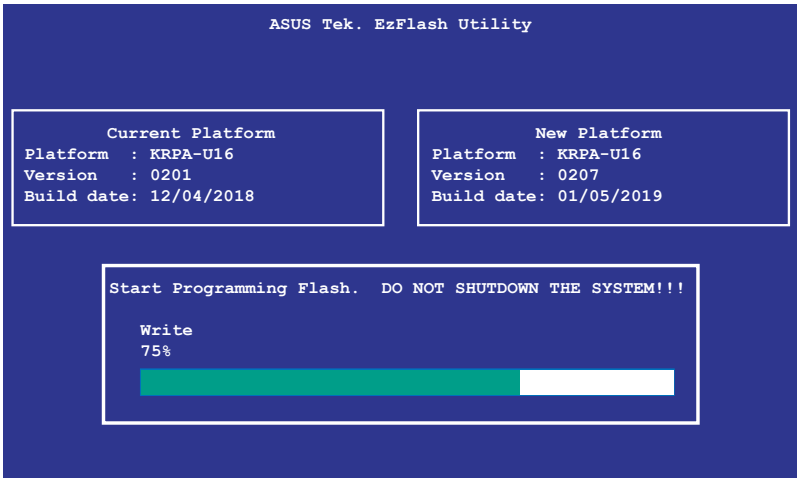 ASUS Tek. EzFlash Utility
Current Platform
Platform : KRPA-U16
Version : 0201
Build date: 12/04/2018
New Platform
Platform : KRPA-U16
Version : 0207
Build date: 01/05/2019
Start Programming Flash. DO NOT SHUTDOWN THE SYSTEM!!!
Write
75%